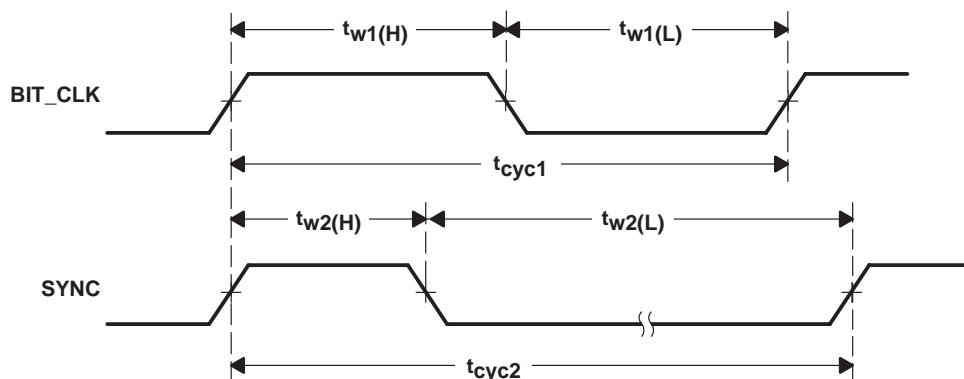 tw1(H) tw1(L)
BIT_CLK
tcyc1
tw2(H) tw2(L)
SYNC
tcyc2